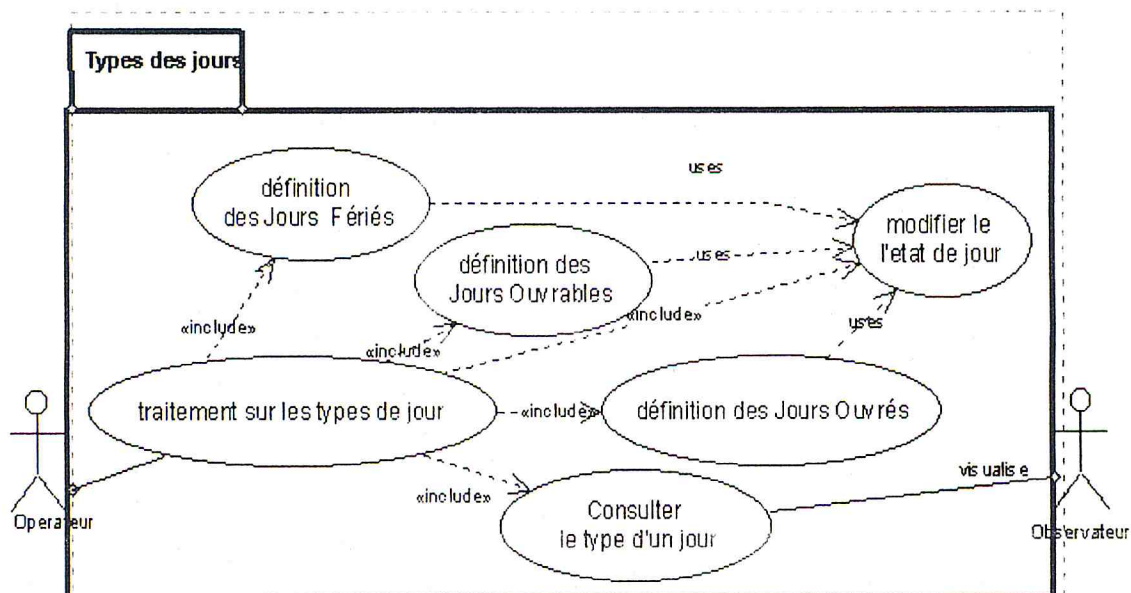 Types des jours
définition
des Jours Fériés
uses
modifier le
l'etat de jour
définition des
Jours Ouvrables
uses
«include»
«include»
«include»
uses
traitement sur les types de jour
«include»
définition des Jours Ouvrés
visualise
«include»
Consulter
le type d'un jour
Operateur
Observateur